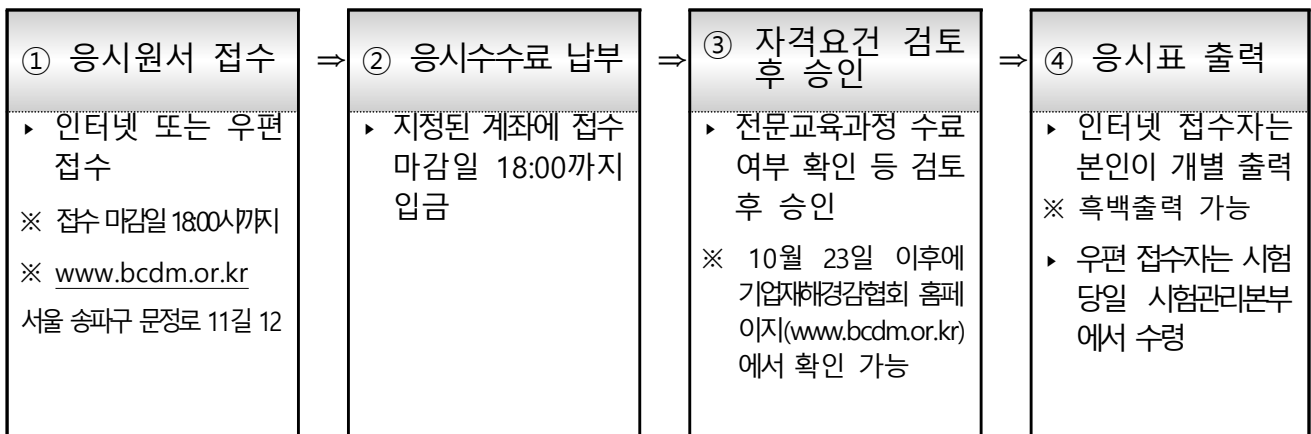 ① 응시원서 접수
▸ 인터넷 또는 우편
접수
※ 접수 마감일 18:00시까지
※ www.bcdm.or.kr
서울 송파구 문정로 11길 12
⇒
② 응시수수료 납부
▸ 지정된 계좌에 접수
마감일 18:00까지
입금
⇒
③ 자격요건 검토
후 승인
▸ 전문교육과정 수료
여부 확인 등 검토
후 승인
※ 10월 23일 이후에
기업재해경감협회 홈페
이지(www.bcdm.or.kr)
에서 확인 가능
⇒
④ 응시표 출력
▸ 인터넷 접수자는
본인이 개별 출력
※ 흑백출력 가능
▸ 우편 접수자는 시험
당일 시험관리본부
에서 수령